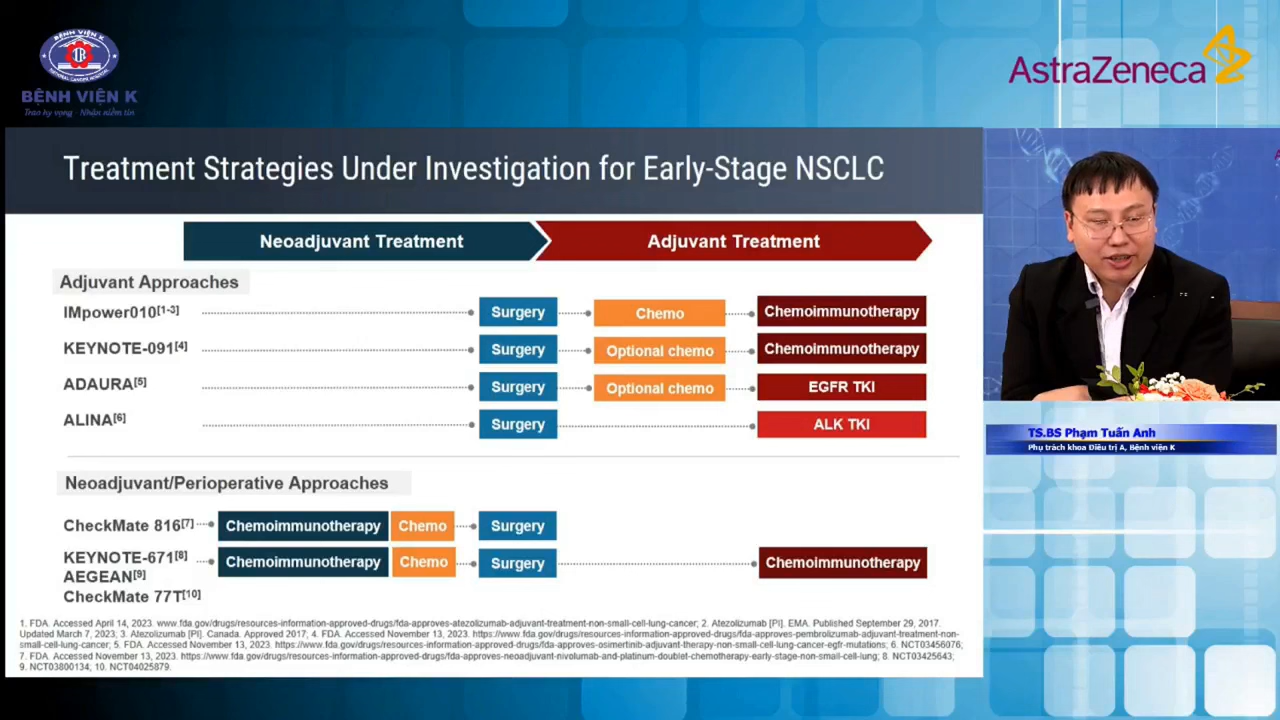 BỆNH VIỆN K
BỆNH VIỆN K
Trao hy vọng - Nhận niềm tin
AstraZeneca
Treatment Strategies Under Investigation for Early-Stage NSCLC
Neoadjuvant Treatment
Adjuvant Treatment
Adjuvant Approaches
IMpower010[1-3] Surgery Chemo Chemoimmunotherapy
KEYNOTE-091[4] Surgery Optional chemo Chemoimmunotherapy
ADAURA[5] Surgery Optional chemo EGFR TKI
ALINA[6] Surgery ALK TKI
Neoadjuvant/Perioperative Approaches
CheckMate 816[7] Chemoimmunotherapy Chemo Surgery
KEYNOTE-671[8] Chemoimmunotherapy Chemo Surgery Chemoimmunotherapy
AEGEAN[9]
CheckMate 77T[10]
1. FDA. Accessed April 14, 2023. www.fda.gov/drugs/resources-information-approved-drugs/fda-approves-atezolizumab-adjuvant-treatment-non-small-cell-lung-cancer; 2. Atezolizumab [PI]. EMA. Published September 29, 2017.
Updated March 7, 2023; 3. Atezolizumab [PI]. Canada. Approved 2017; 4. FDA. Accessed November 13, 2023. https://www.fda.gov/drugs/resources-information-approved-drugs/fda-approves-pembrolizumab-adjuvant-treatment-non-
small-cell-lung-cancer; 5. FDA. Accessed November 13, 2023. https://www.fda.gov/drugs/resources-information-approved-drugs/fda-approves-osimertinib-adjuvant-therapy-non-small-cell-lung-cancer-egfr-mutations; 6. NCT03456076;
7. FDA. Accessed November 13, 2023. https://www.fda.gov/drugs/resources-information-approved-drugs/fda-approves-neoadjuvant-nivolumab-and-platinum-doublet-chemotherapy-early-stage-non-small-cell-lung; 8. NCT03425643;
9. NCT03800134; 10. NCT04025879.
TS.BS Phạm Tuấn Anh
Phụ trách khoa Điều trị A, Bệnh viện K